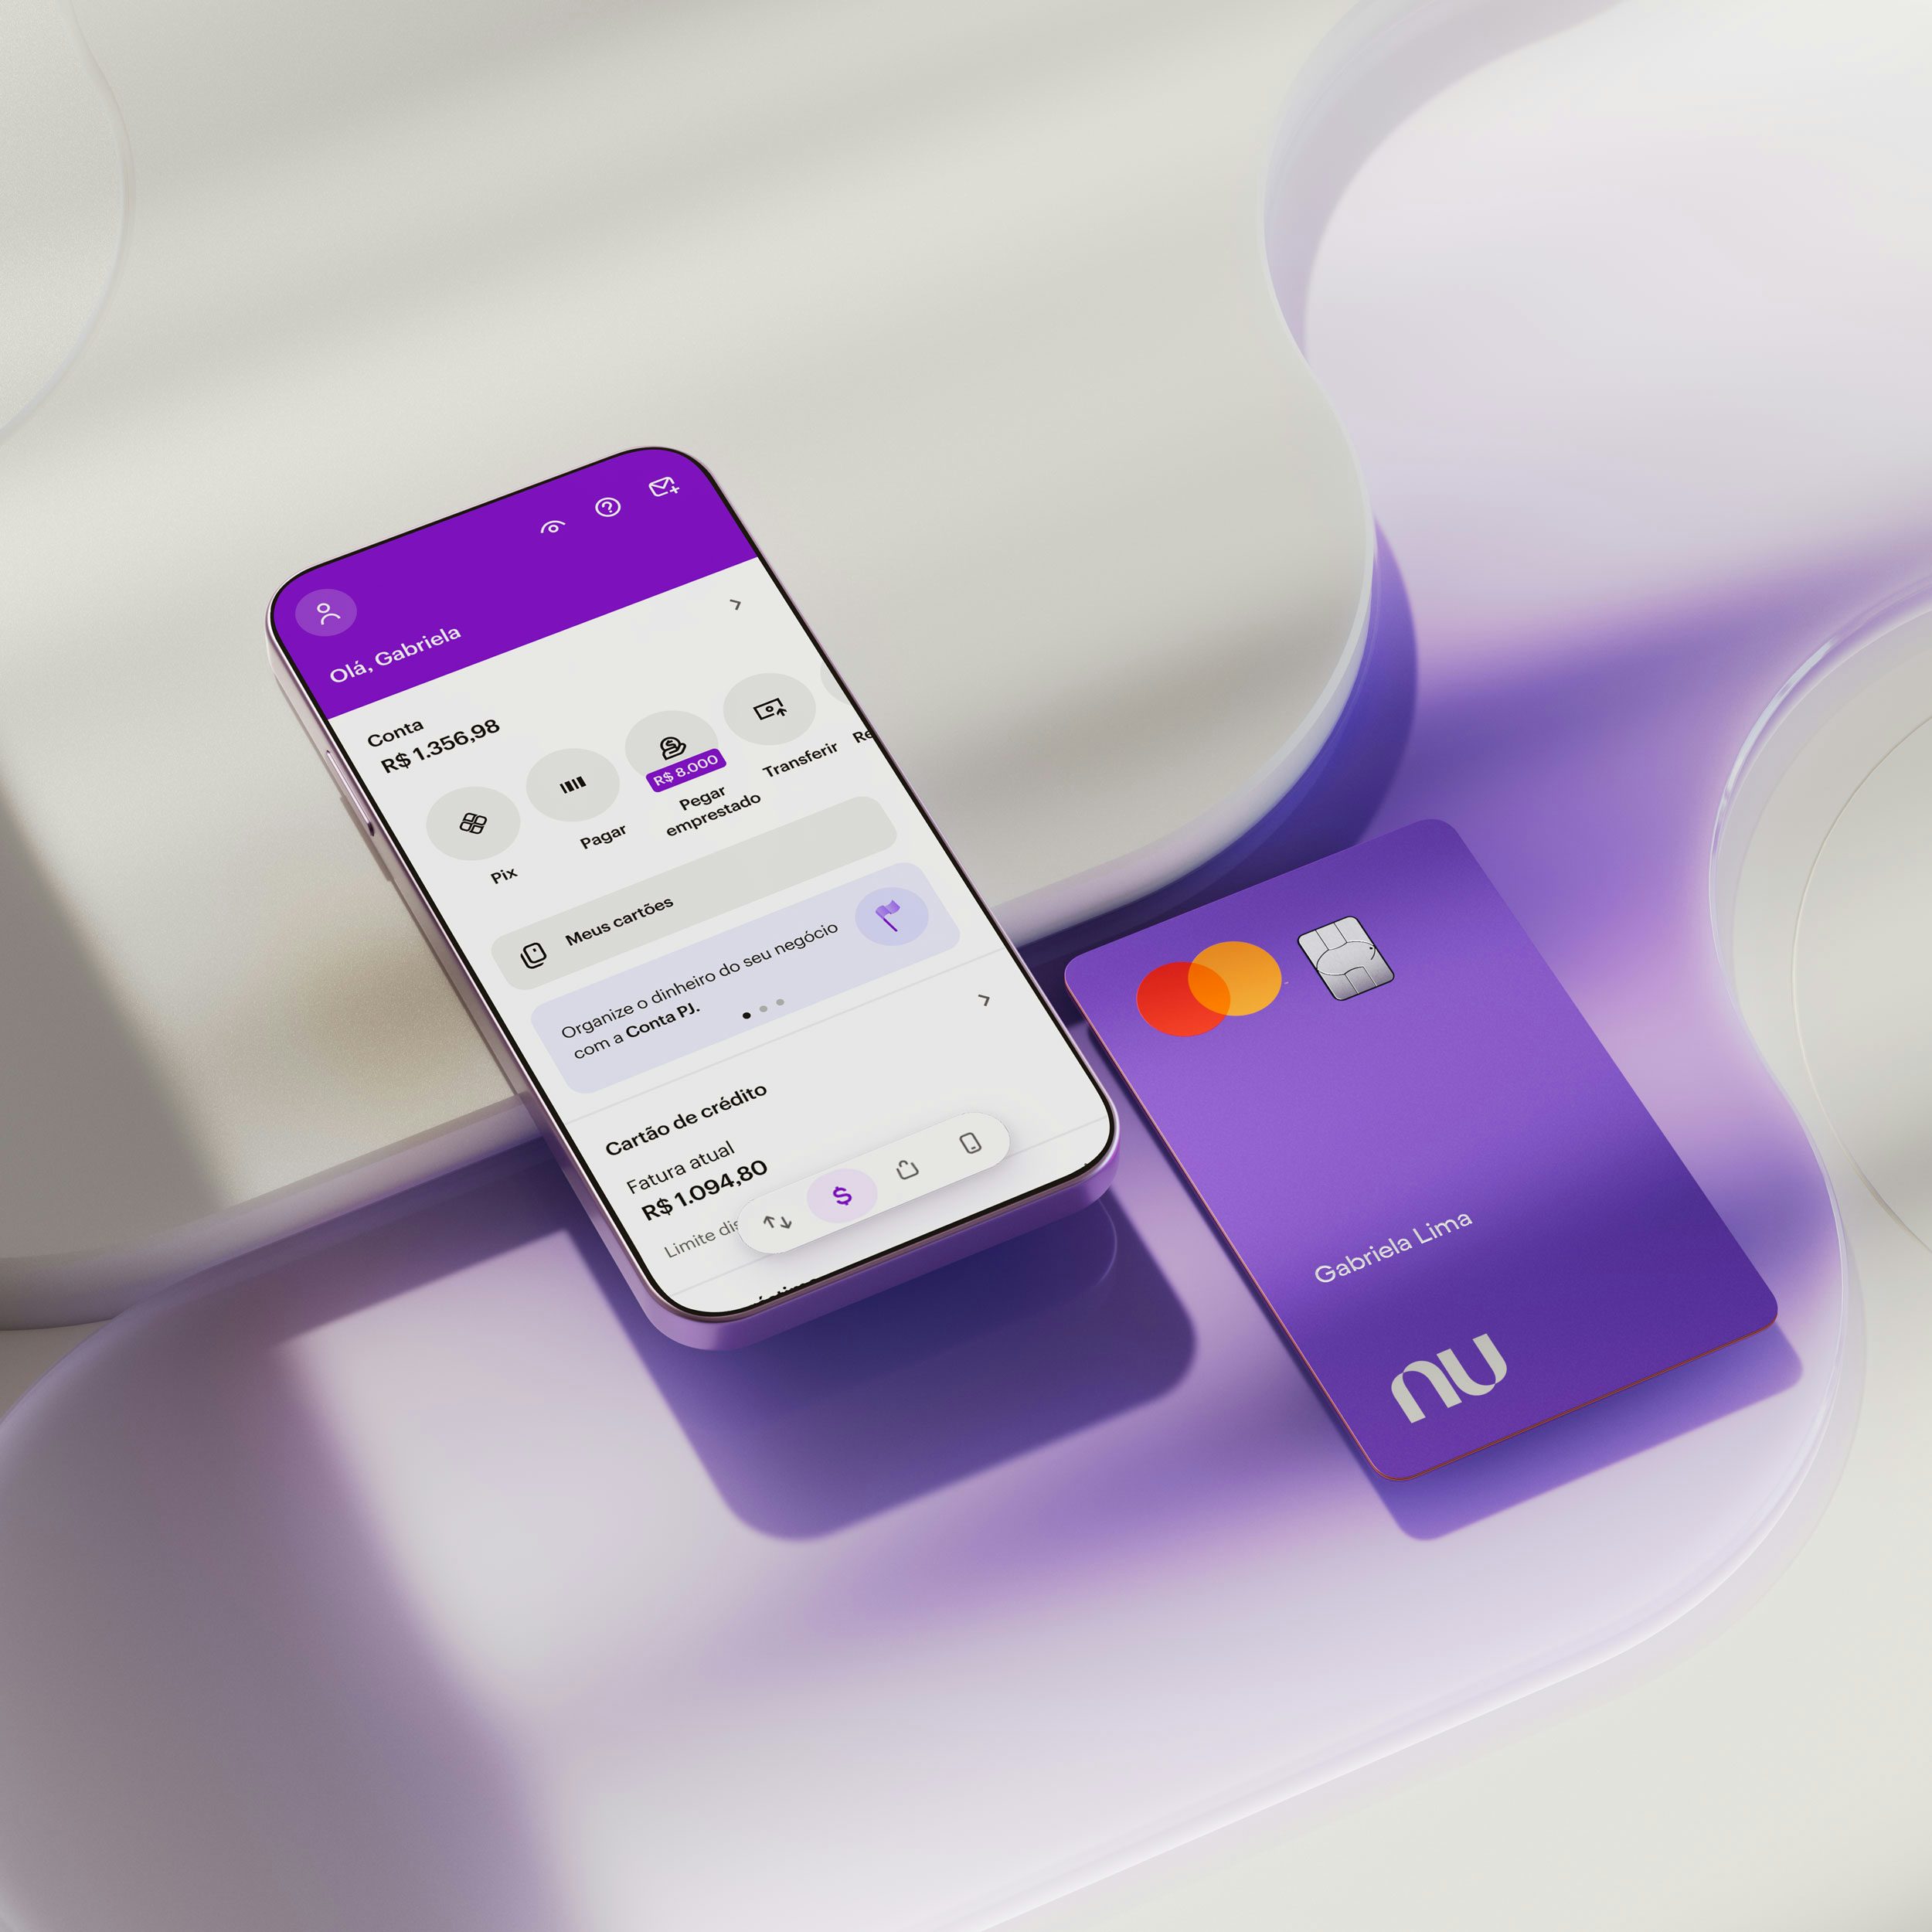 Olá, Gabriela
Conta
R$ 1.356,98
Pix
Pagar
R$ 8.000
Pegar
emprestado
Transferir
Meus cartões
Organize o dinheiro do seu negócio
com a Conta PJ.
Cartão de crédito
Fatura atual
R$ 1.094,80
Limite
Gabriela Lima
nu